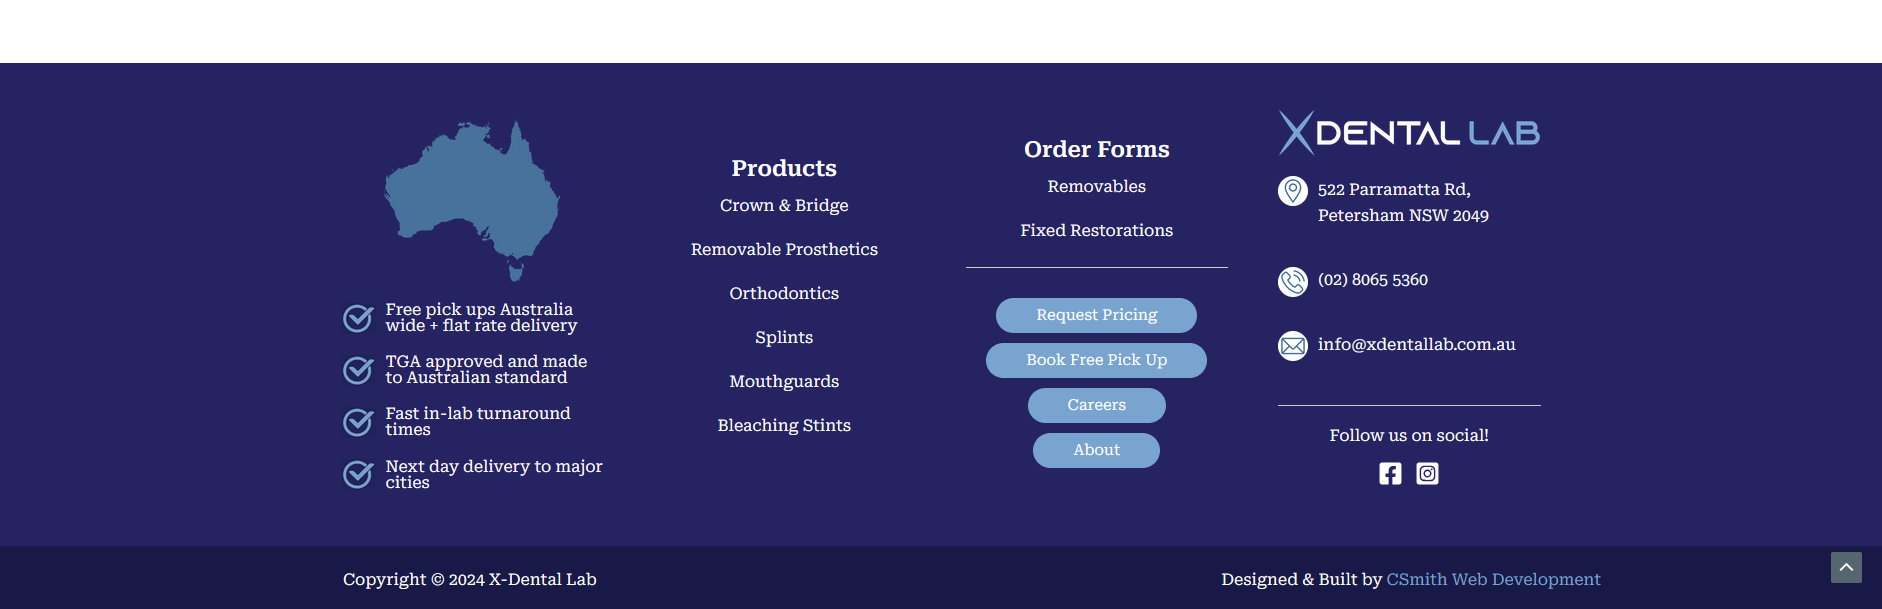 Free pick ups Australia
wide + flat rate delivery
TGA approved and made
to Australian standard
Fast in-lab turnaround
times
Next day delivery to major
cities
Products
Crown & Bridge
Removable Prosthetics
Orthodontics
Splints
Mouthguards
Bleaching Stints
Order Forms
Removables
Fixed Restorations
Request Pricing
Book Free Pick Up
Careers
About
XDENTAL LAB
522 Parramatta Rd,
Petersham NSW 2049
(02) 8065 5360
info@xdentallab.com.au
Follow us on social!
Copyright © 2024 X-Dental Lab
Designed & Built by CSmith Web Development